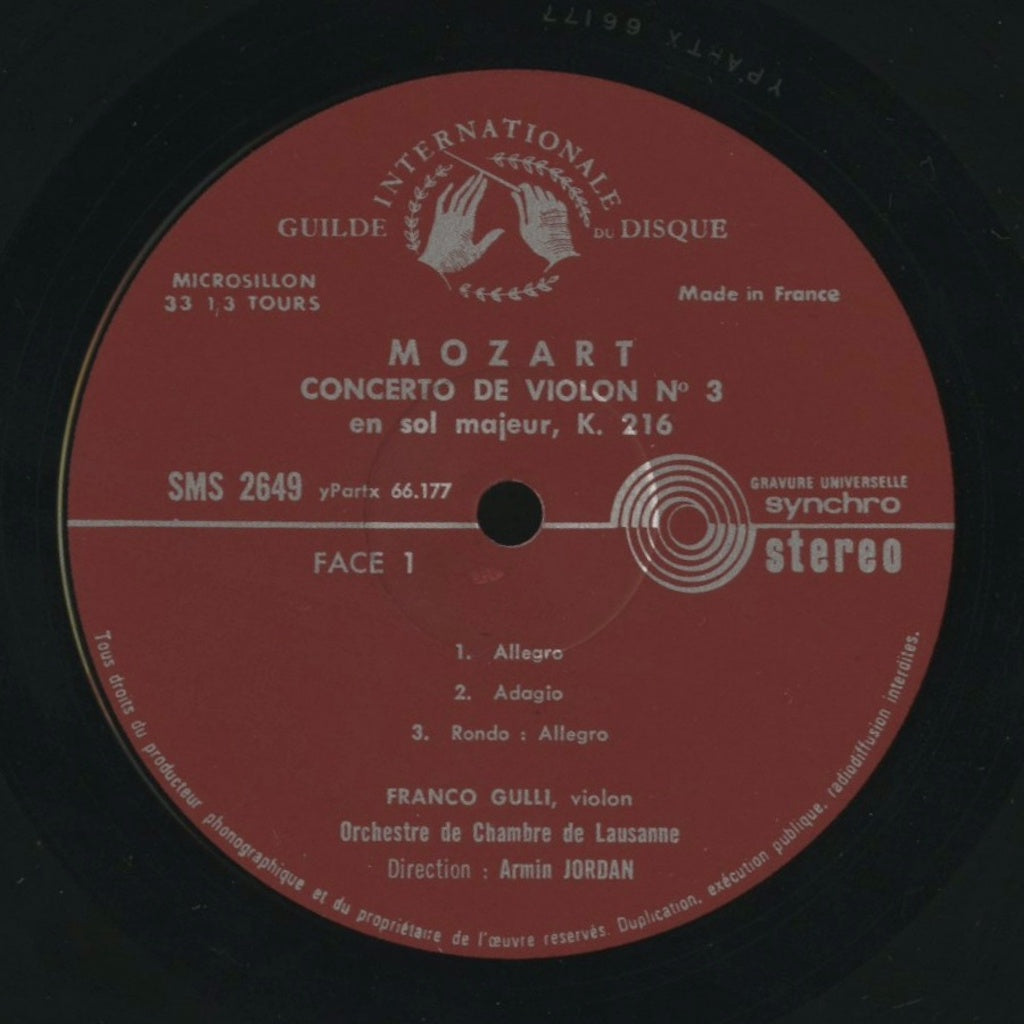 YPARTX 66177
INTERNATIONALE
GUILDE DU DISQUE
MICROSILLON
33 1/3 TOURS
Made in France
MOZART
CONCERTO DE VIOLON Nº 3
en sol majeur, K. 216
SMS 2649 yPartx 66.177
GRAVURE UNIVERSELLE
synchro
stereo
FACE 1
1. Allegro
2. Adagio
3. Rondo : Allegro
FRANCO GULLI, violon
Orchestre de Chambre de Lausanne
Direction : Armin JORDAN
Tous droits du producteur phonographique et du propriétaire de l'œuvre reservés. Duplication, exécution publique, radiodiffusion interdites.